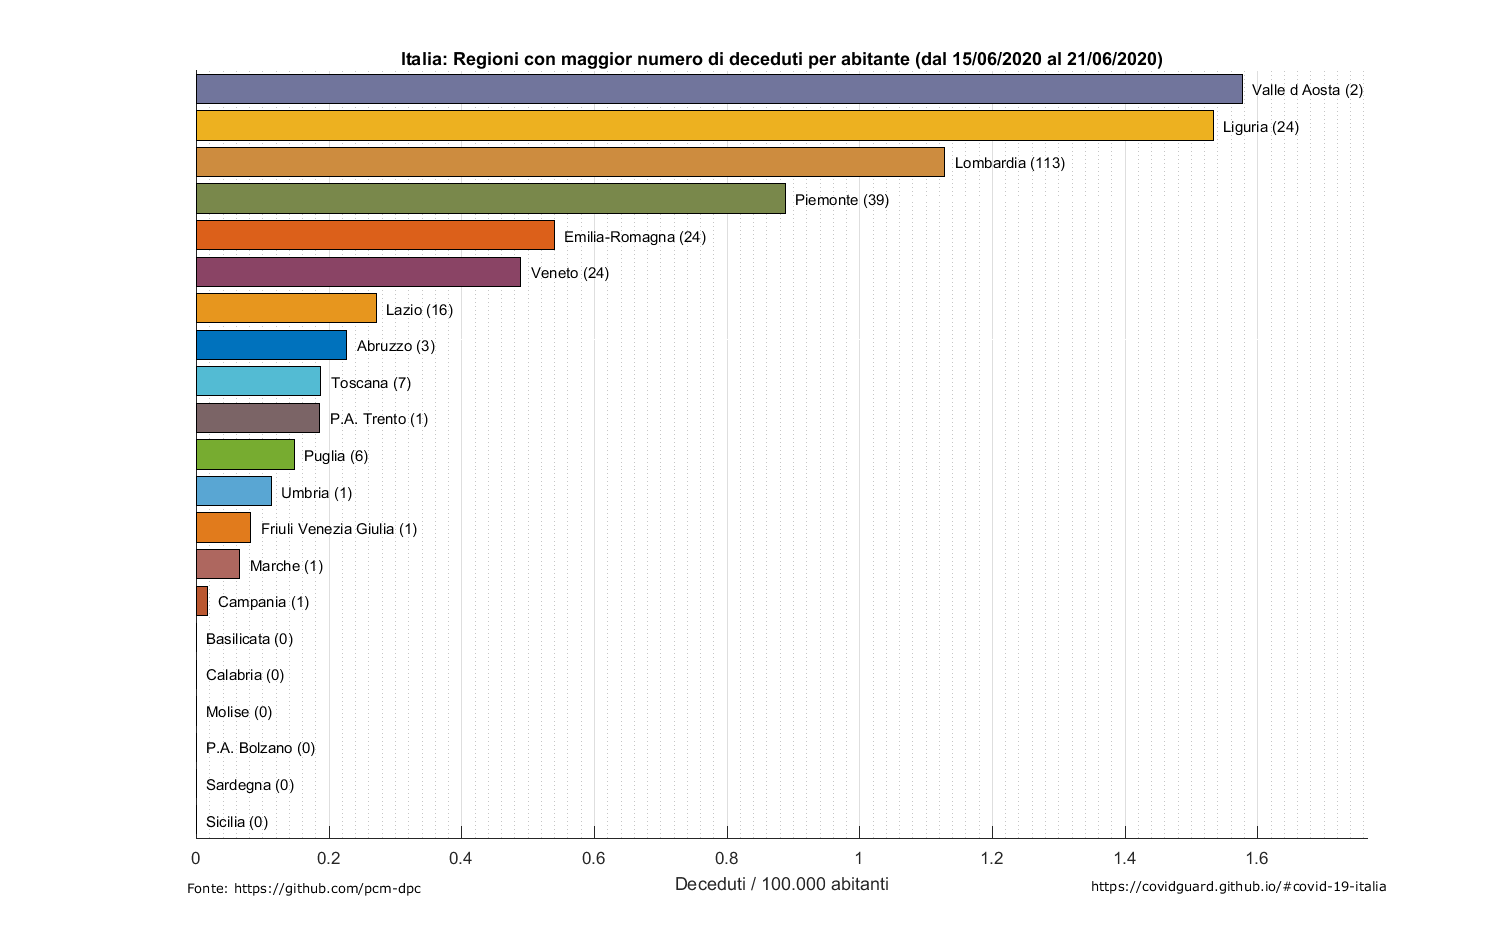 Italia: Regioni con maggior numero di deceduti per abitante (dal 15/06/2020 al 21/06/2020)
Valle d Aosta (2)
Liguria (24)
Lombardia (113)
Piemonte (39)
Emilia-Romagna (24)
Veneto (24)
Lazio (16)
Abruzzo (3)
Toscana (7)
P.A. Trento (1)
Puglia (6)
Umbria (1)
Friuli Venezia Giulia (1)
Marche (1)
Campania (1)
Basilicata (0)
Calabria (0)
Molise (0)
P.A. Bolzano (0)
Sardegna (0)
Sicilia (0)
0 0.2 0.4 0.6 0.8 1 1.2 1.4 1.6
Deceduti / 100.000 abitanti
Fonte: https://github.com/pcm-dpc
https://covidguard.github.io/#covid-19-italia